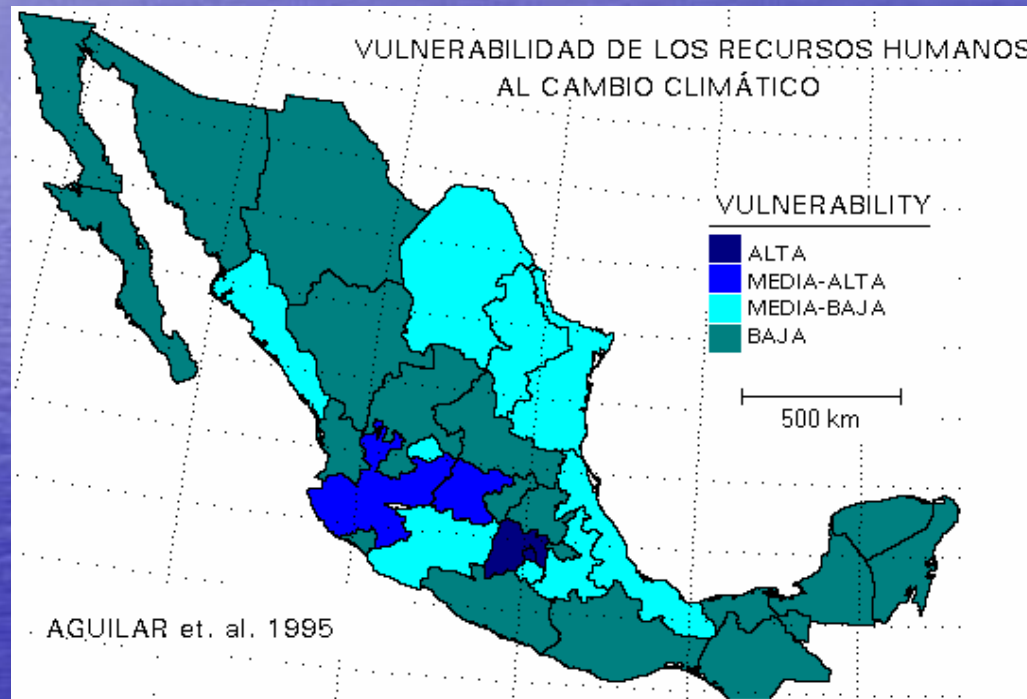 VULNERABILIDAD DE LOS RECURSOS HUMANOS
AL CAMBIO CLIMÁTICO
VULNERABILITY
ALTA
MEDIA-ALTA
MEDIA-BAJA
BAJA
500 km
AGUILAR et. al. 1995